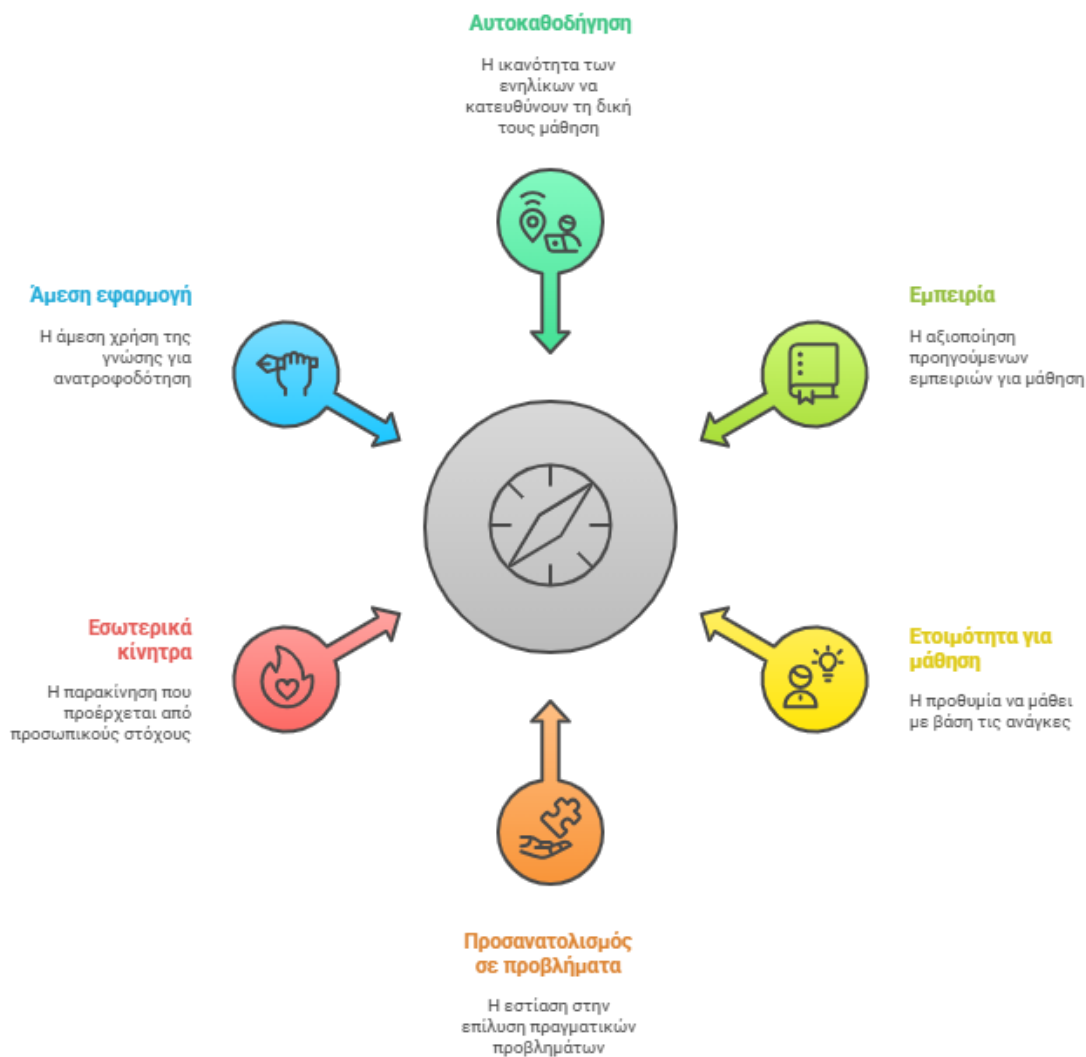 Αυτοκαθοδήγηση
Η ικανότητα των
ενηλίκων να
κατευθύνουν τη δική
τους μάθηση
Άμεση εφαρμογή
Η άμεση χρήση της
γνώσης για
ανατροφοδότηση
Εμπειρία
Η αξιοποίηση
προηγούμενων
εμπειριών για μάθηση
Εσωτερικά
κίνητρα
Η παρακίνηση που
προέρχεται από
προσωπικούς στόχους
Ετοιμότητα για
μάθηση
Η προθυμία να μάθει
με βάση τις ανάγκες
Προσανατολισμός
σε προβλήματα
Η εστίαση στην
επίλυση πραγματικών
προβλημάτων